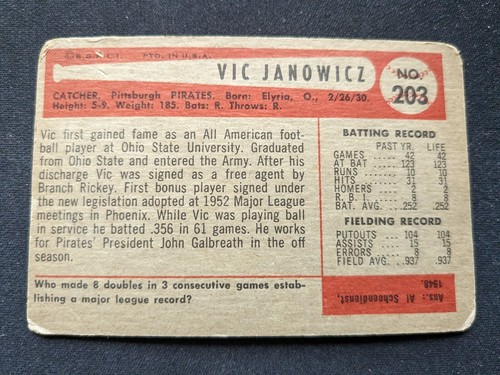 © B.G.H.L.I. PTD. IN U.S.A.
VIC JANOWICZ
NO.
203
CATCHER, Pittsburgh PIRATES. Born: Elyria, O., 2/26/30.
Height: 5-9. Weight: 185. Bats: R. Throws: R.
Vic first gained fame as an All American foot-
ball player at Ohio State University. Graduated
from Ohio State and entered the Army. After his
discharge Vic was signed as a free agent by
Branch Rickey. First bonus player signed under
the new legislation adopted at 1952 Major League
meetings in Phoenix. While Vic was playing ball
in service he batted .356 in 61 games. He works
for Pirates' President John Galbreath in the off
season.
BATTING RECORD
PAST YR. LIFE
GAMES 42 42
AT BAT 123 123
RUNS 10 10
HITS 31 31
HOMERS 2 2
R. B. I. 8 8
BAT. AVG. .252 .252
FIELDING RECORD
PUTOUTS 104 104
ASSISTS 15 15
ERRORS 8 8
FIELD AVG. .937 .937
Who made 8 doubles in 3 consecutive games estab-
lishing a major league record?
Ans.: Al Schoendienst,
1948.